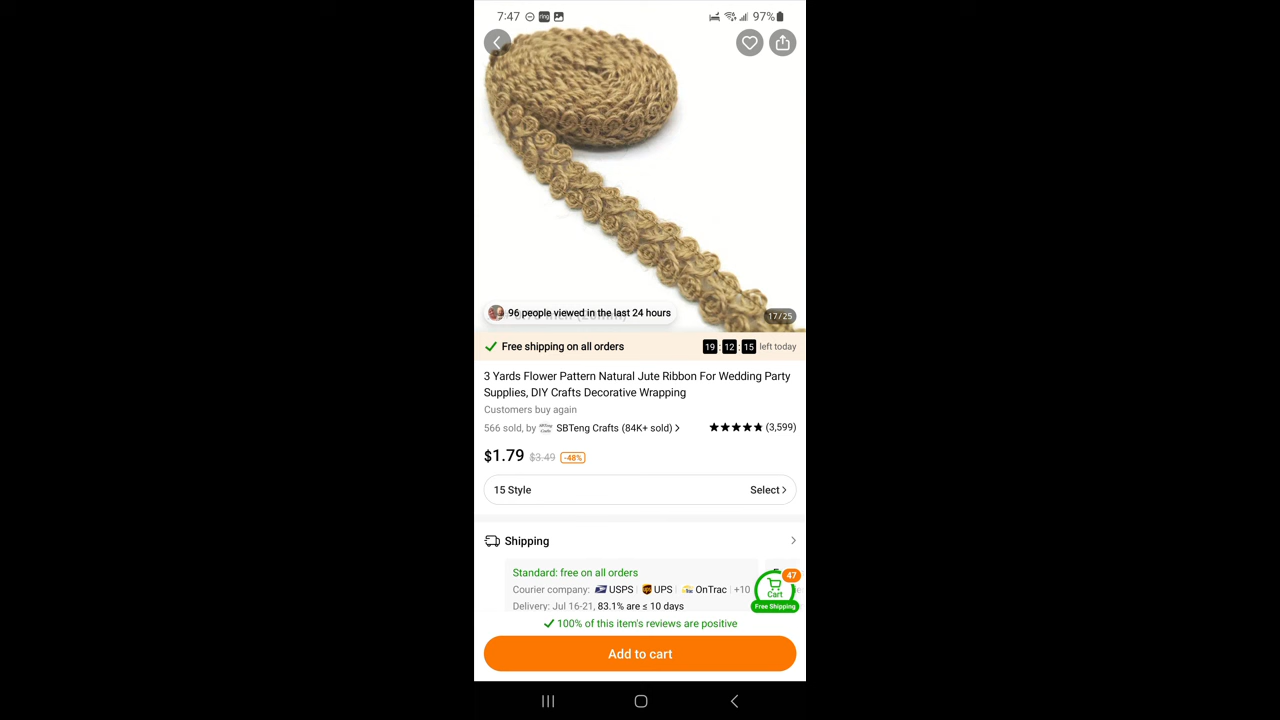 7:47
ring
97%
96 people viewed in the last 24 hours
17/25
Free shipping on all orders
19:12:15 left today
3 Yards Flower Pattern Natural Jute Ribbon For Wedding Party
Supplies, DIY Crafts Decorative Wrapping
Customers buy again
566 sold, by SBTeng Crafts (84K+ sold)
(3,599)
$1.79 $3.49 -48%
15 Style
Select
Shipping
Standard: free on all orders
Courier company: USPS UPS OnTrac +10
Delivery: Jul 16-21, 83.1% are ≤ 10 days
47
Cart
Free Shipping
100% of this item's reviews are positive
Add to cart